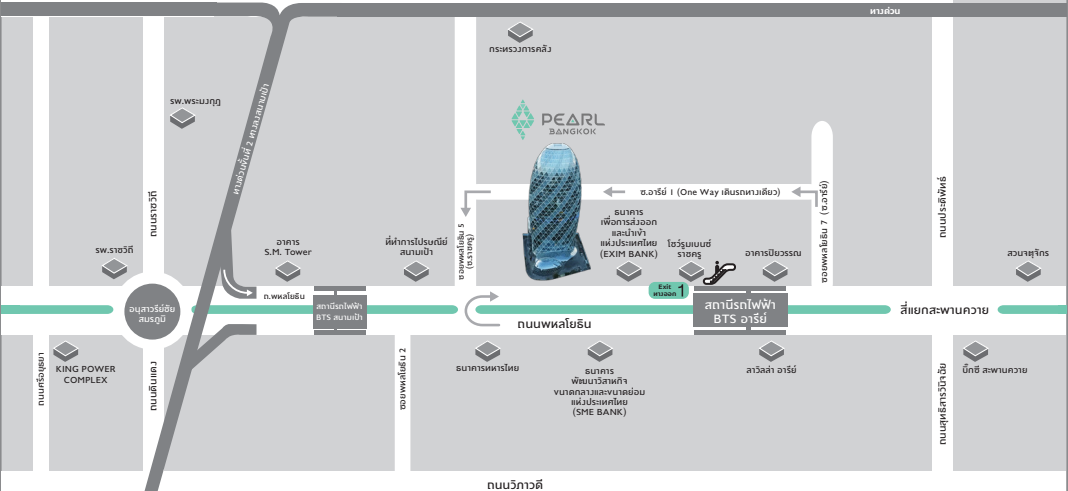 ทางด่วน
กระทรวงการคลัง
รพ.พระมงกุฎ
ทางด่วนขั้นที่ 2 ทางลงสนามเป้า
PEARL
BANGKOK
ซ.อารีย์ 1 (One Way เดินรถทางเดียว)
ถนนราชวิถี
ถนนประดิพัทธ์
ซอยพหลโยธิน 5
(ซ.ราชครู)
ซอยพหลโยธิน 7 (ซ.อารีย์)
ธนาคาร
เพื่อการส่งออก
และนำเข้า
แห่งประเทศไทย
(EXIM BANK)
รพ.ราชวิถี
อาคาร
S.M. Tower
ที่ทำการไปรษณีย์
สนามเป้า
โชว์รูมเบนซ์
ราชครู
อาคารปิยวรรณ
สวนจตุจักร
Exit
ทางออก 1
ถ.พหลโยธิน
อนุสาวรีย์ชัย
สมรภูมิ
สถานีรถไฟฟ้า
BTS สนามเป้า
สถานีรถไฟฟ้า
BTS อารีย์
สี่แยกสะพานควาย
ถนนพหลโยธิน
KING POWER
COMPLEX
ถนนศรีอยุธยา
ถนนดินแดง
ซอยพหลโยธิน 2
ธนาคารทหารไทย
ธนาคาร
พัฒนาวิสาหกิจ
ขนาดกลางและขนาดย่อม
แห่งประเทศไทย
(SME BANK)
ลาวิลล่า อารีย์
บิ๊กซี สะพานควาย
ถนนสุทธิสารวินิจฉัย
ถนนวิภาวดี